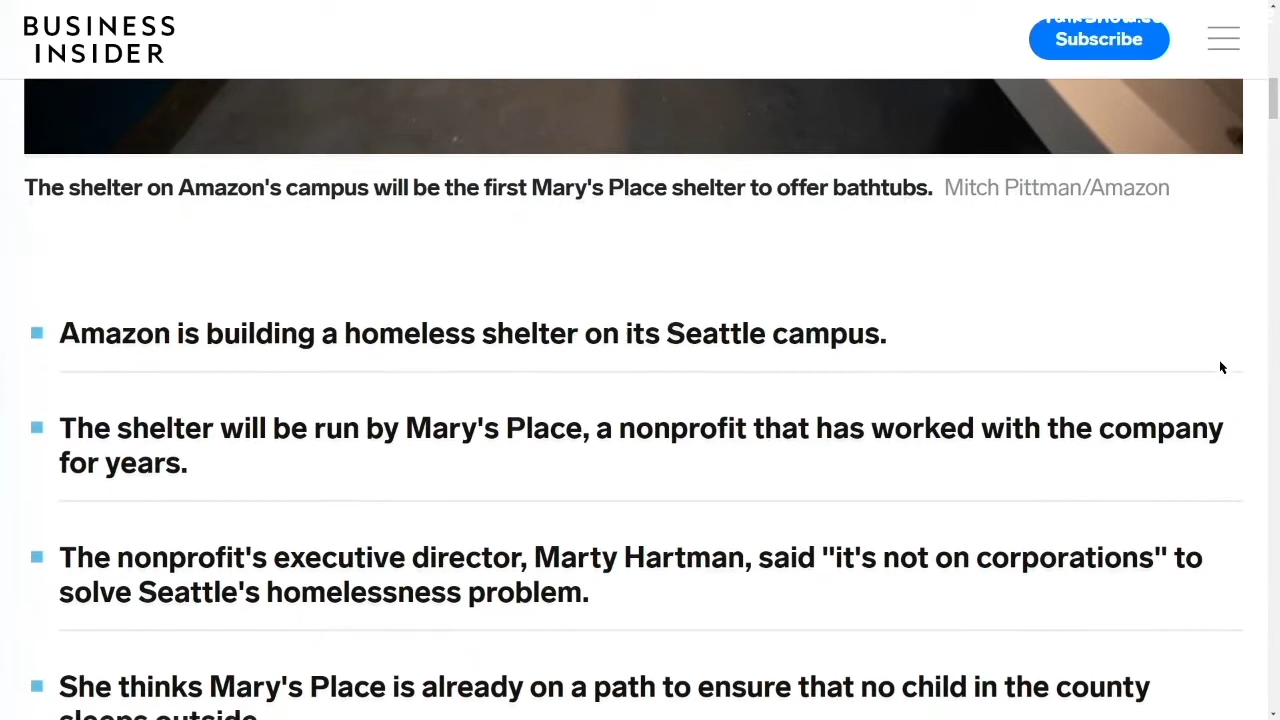 BUSINESS
INSIDER
Subscribe
The shelter on Amazon's campus will be the first Mary's Place shelter to offer bathtubs. Mitch Pittman/Amazon
Amazon is building a homeless shelter on its Seattle campus.
The shelter will be run by Mary's Place, a nonprofit that has worked with the company
for years.
The nonprofit's executive director, Marty Hartman, said "it's not on corporations" to
solve Seattle's homelessness problem.
She thinks Mary's Place is already on a path to ensure that no child in the county
sleeps outside.